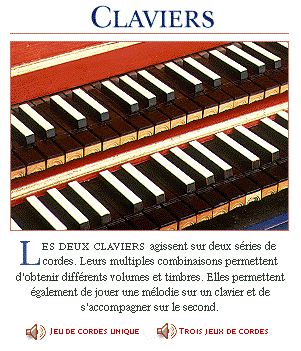 CLAVIERS
LES DEUX CLAVIERS agissent sur deux séries de
cordes. Leurs multiples combinaisons permettent
d'obtenir différents volumes et timbres. Elles permettent
également de jouer une mélodie sur un clavier et de
s'accompagner sur le second.
JEU DE CORDES UNIQUE TROIS JEUX DE CORDES